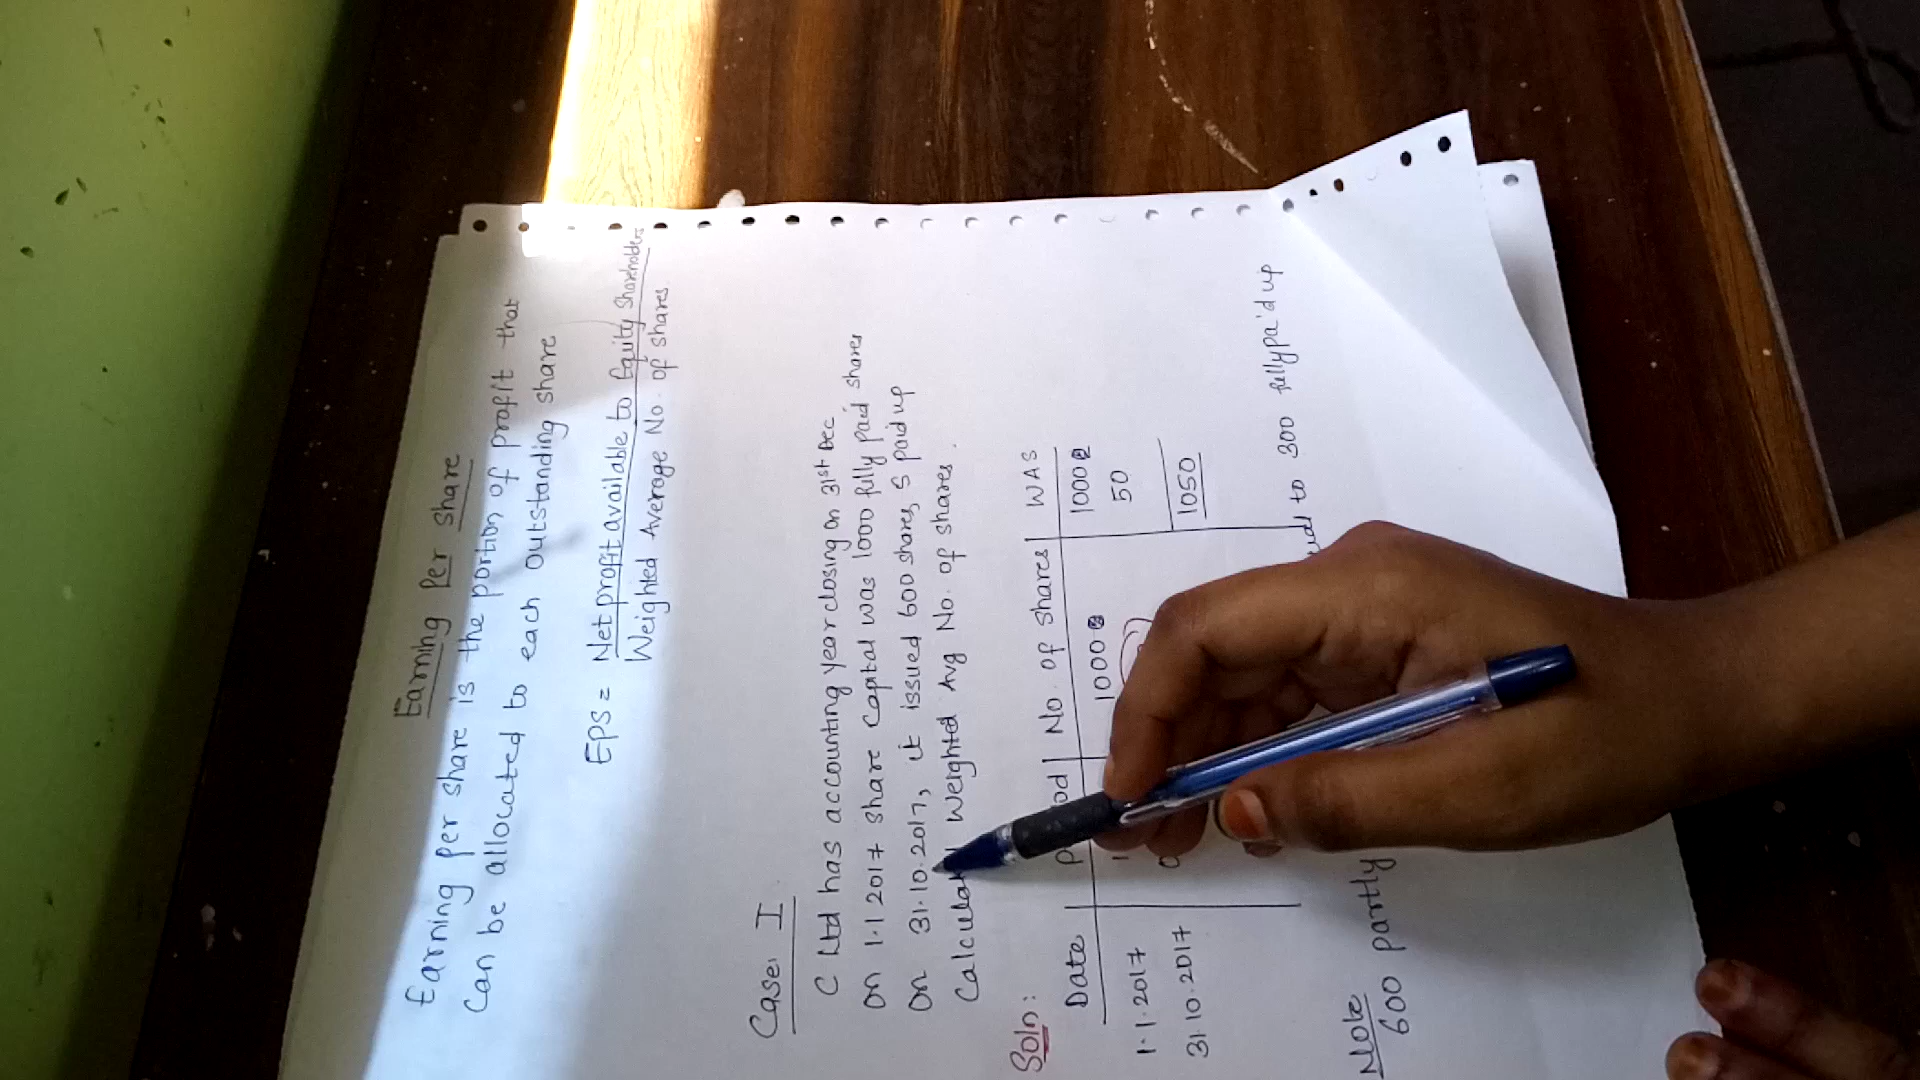 Earning Per Share
Earning per share is the portion of profit that
can be allocated to each outstanding share
EPS = Net profit available to Equity Shareholders
Weighted Average No. of shares
Case: I
C Ltd has accounting year closing on 31st Dec
on 1.1.2017 share capital was 1000 fully paid shares
on 31.10.2017, it issued 600 shares, 5 paid up
Weighted Avg No. of shares.
Soln:
Date No. of Shares WAS
1.1.2017 1000 1000
31.10.2017 50
1050
Note
600 partly to 300 fully pa'd up